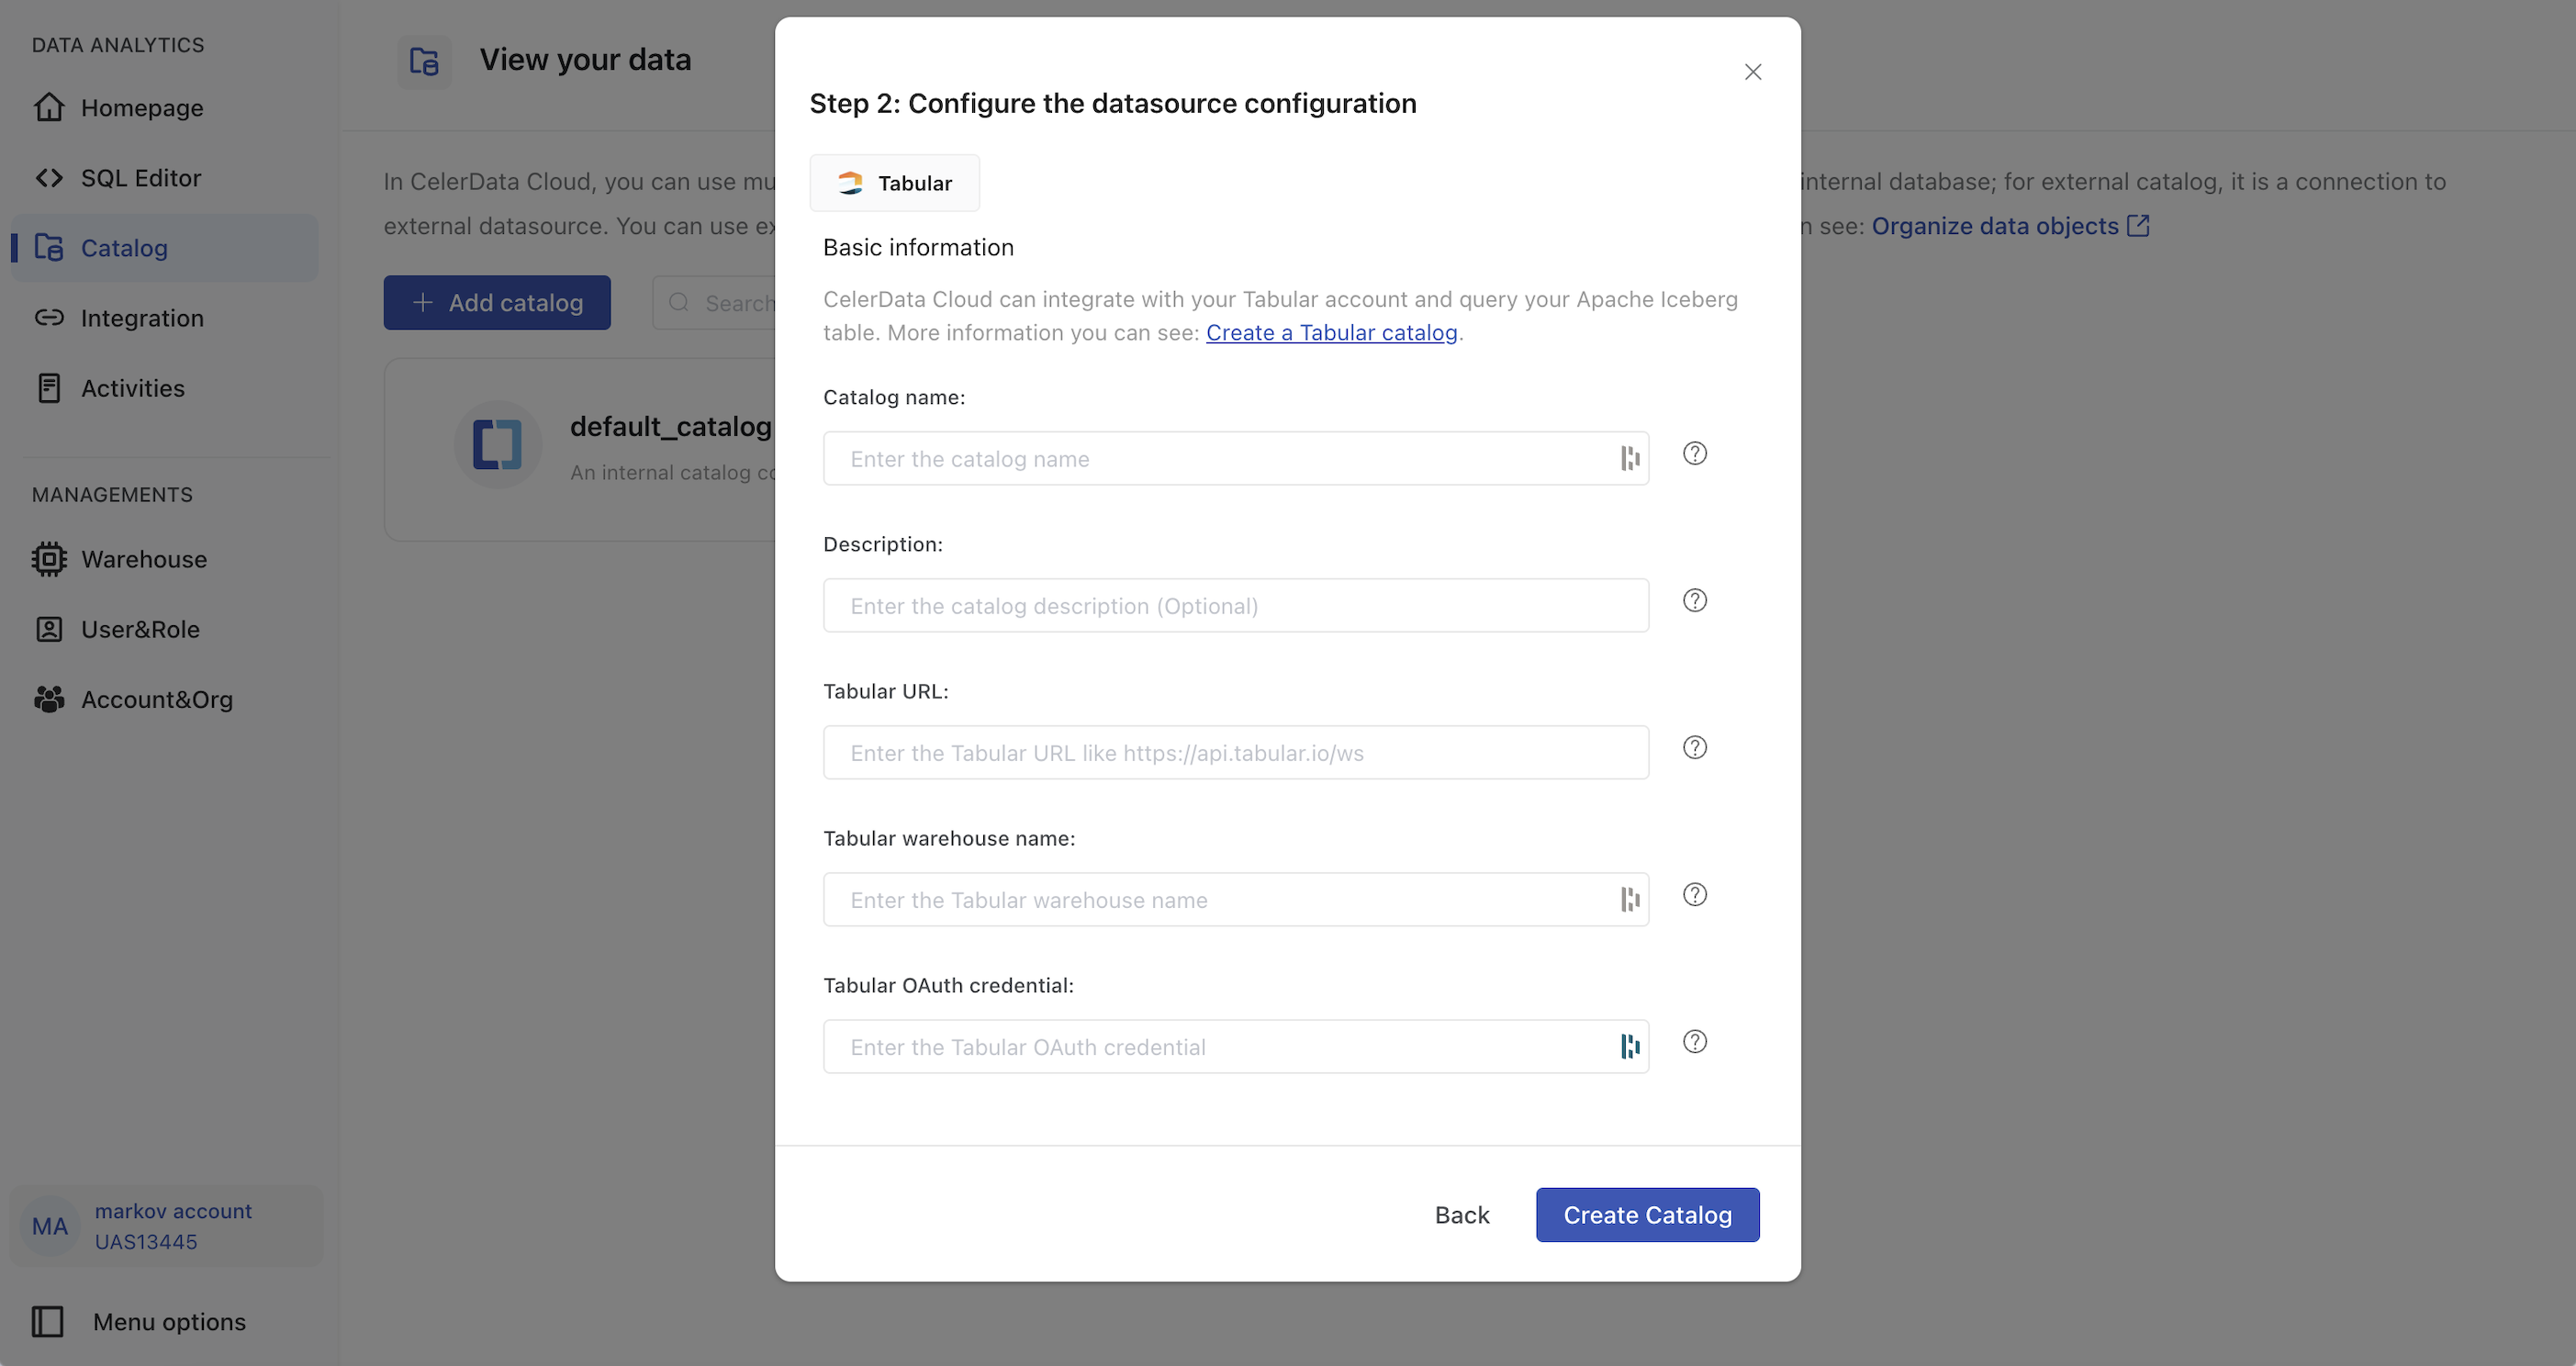 DATA ANALYTICS
Homepage
SQL Editor
Catalog
Integration
Activities
MANAGEMENTS
Warehouse
User&Role
Account&Org
MA
markov account
UAS13445
Menu options
View your data
In CelerData Cloud, you can use mu
internal database; for external catalog, it is a connection to
external datasource. You can use ex
n see: Organize data objects
Add catalog
Search
default_catalog
An internal catalog co
Step 2: Configure the datasource configuration
Tabular
Basic information
CelerData Cloud can integrate with your Tabular account and query your Apache Iceberg
table. More information you can see: Create a Tabular catalog.
Catalog name:
Enter the catalog name
Description:
Enter the catalog description (Optional)
Tabular URL:
Enter the Tabular URL like https://api.tabular.io/ws
Tabular warehouse name:
Enter the Tabular warehouse name
Tabular OAuth credential:
Enter the Tabular OAuth credential
Back
Create Catalog